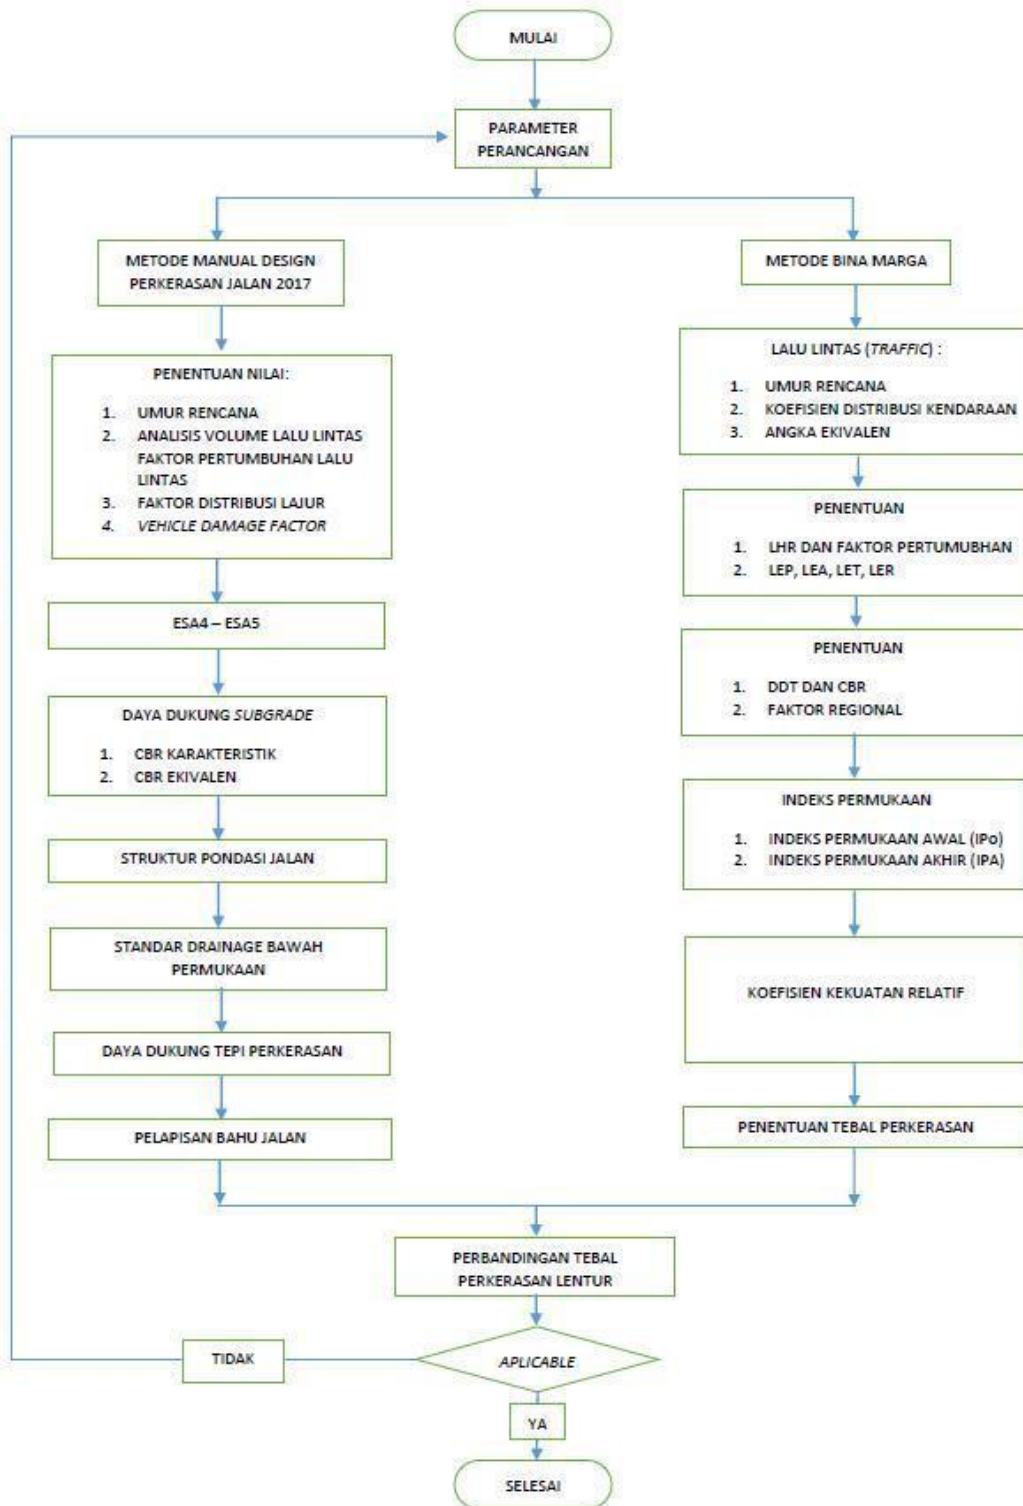 MULAI
PARAMETER
PERANCANGAN
METODE MANUAL DESIGN
PERKERASAN JALAN 2017
PENENTUAN NILAI:
1. UMUR RENCANA
2. ANALISIS VOLUME LALU LINTAS
FAKTOR PERTUMBUHAN LALU
LINTAS
3. FAKTOR DISTRIBUSI LAJUR
4. VEHICLE DAMAGE FACTOR
ESA4 – ESA5
DAYA DUKUNG SUBGRADE
1. CBR KARAKTERISTIK
2. CBR EKIVALEN
STRUKTUR PONDASI JALAN
STANDAR DRAINAGE BAWAH
PERMUKAAN
DAYA DUKUNG TEPI PERKERASAN
PELAPISAN BAHU JALAN
METODE BINA MARGA
LALU LINTAS (TRAFFIC) :
1. UMUR RENCANA
2. KOEFISIEN DISTRIBUSI KENDARAAN
3. ANGKA EKIVALEN
PENENTUAN
1. LHR DAN FAKTOR PERTUMUBHAN
2. LEP, LEA, LET, LER
PENENTUAN
1. DDT DAN CBR
2. FAKTOR REGIONAL
INDEKS PERMUKAAN
1. INDEKS PERMUKAAN AWAL (IPo)
2. INDEKS PERMUKAAN AKHIR (IPA)
KOEFISIEN KEKUATAN RELATIF
PENENTUAN TEBAL PERKERASAN
PERBANDINGAN TEBAL
PERKERASAN LENTUR
APLICABLE
TIDAK
YA
SELESAI